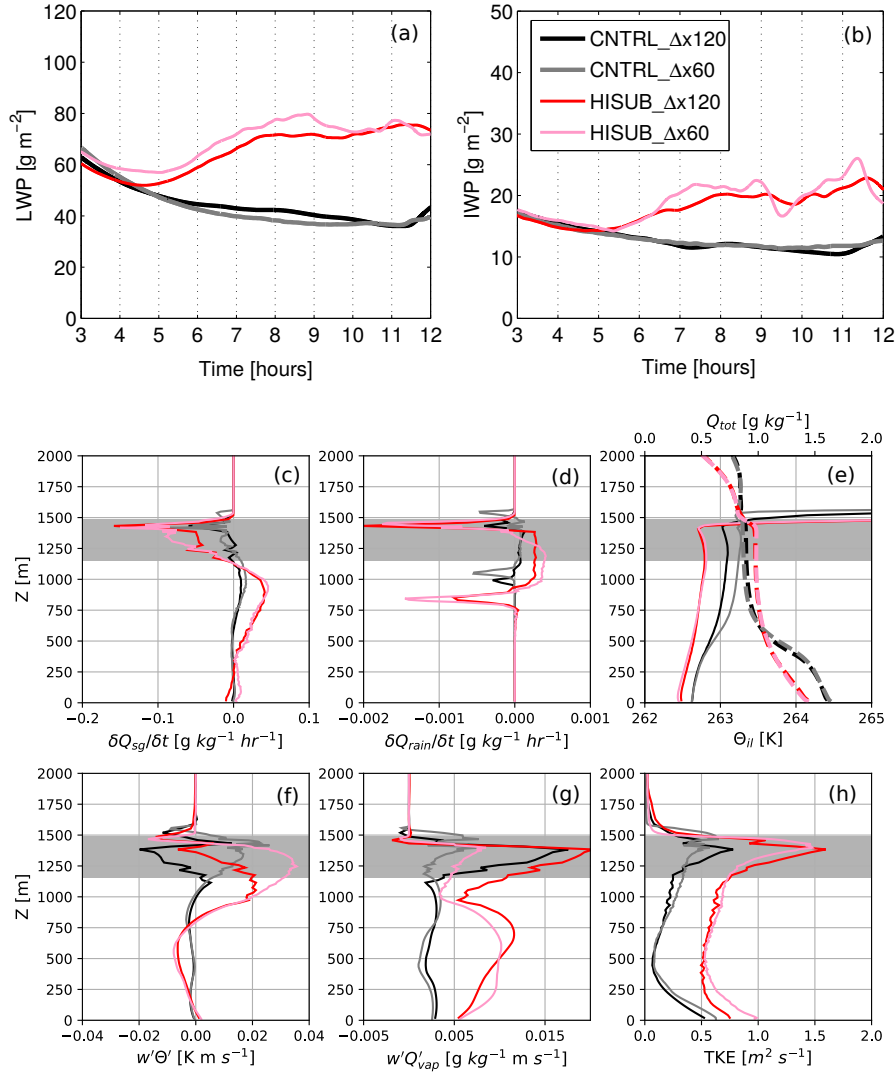 120
100
80
60
40
20
0
LWP [g m⁻²]
(a)
3 4 5 6 7 8 9 10 11 12
Time [hours]
50
40
30
20
10
0
IWP [g m⁻²]
CNTRL_Δx120
CNTRL_Δx60
HISUB_Δx120
HISUB_Δx60
(b)
3 4 5 6 7 8 9 10 11 12
Time [hours]
2000
1750
1500
1250
1000
750
500
250
0
Z [m]
(c)
−0.2 −0.1 0.0 0.1
δQsg/δt [g kg⁻¹ hr⁻¹]
(d)
−0.002 −0.001 0.000 0.001
δQrain/δt [g kg⁻¹ hr⁻¹]
Qtot [g kg⁻¹]
0.0 0.5 1.0 1.5 2.0
(e)
262 263 264 265
Θil [K]
2000
1750
1500
1250
1000
750
500
250
0
Z [m]
(f)
−0.04 −0.02 0.00 0.02 0.04
w′Θ′ [K m s⁻¹]
(g)
−0.005 0.005 0.015
w′Q′vap [g kg⁻¹ m s⁻¹]
(h)
0.0 0.5 1.0 1.5 2.0
TKE [m² s⁻¹]